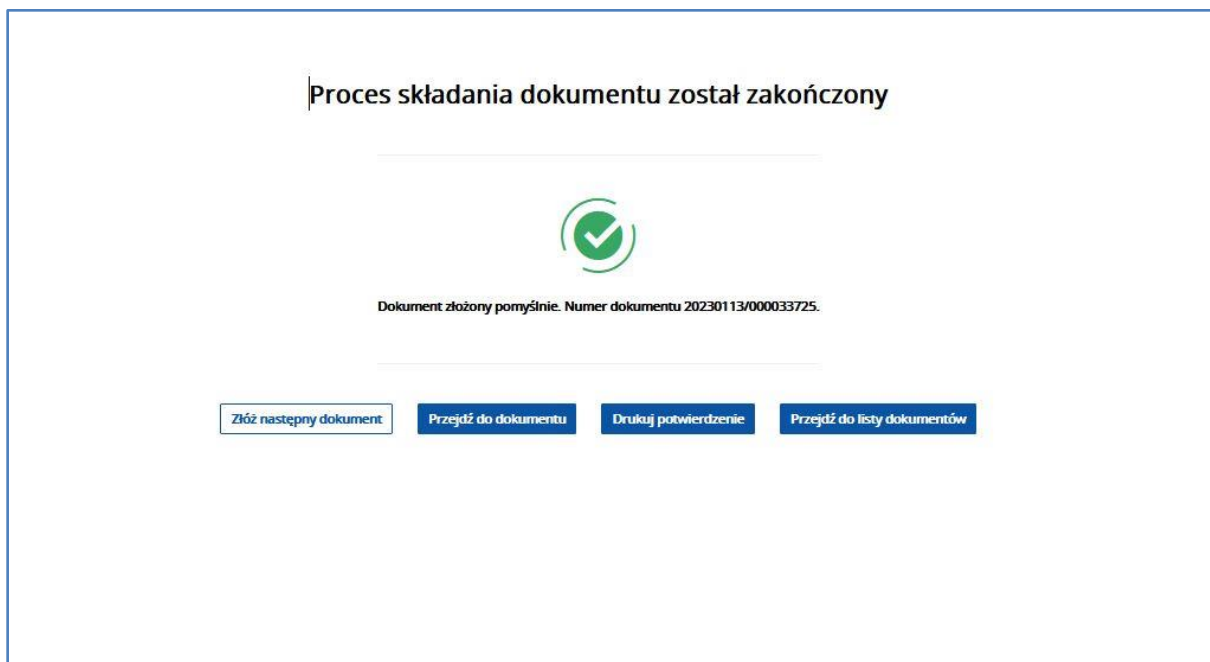 Proces składania dokumentu został zakończony
Dokument złożony pomyślnie. Numer dokumentu 20230113/000033725.
Złóż następny dokument
Przejdź do dokumentu
Drukuj potwierdzenie
Przejdź do listy dokumentów